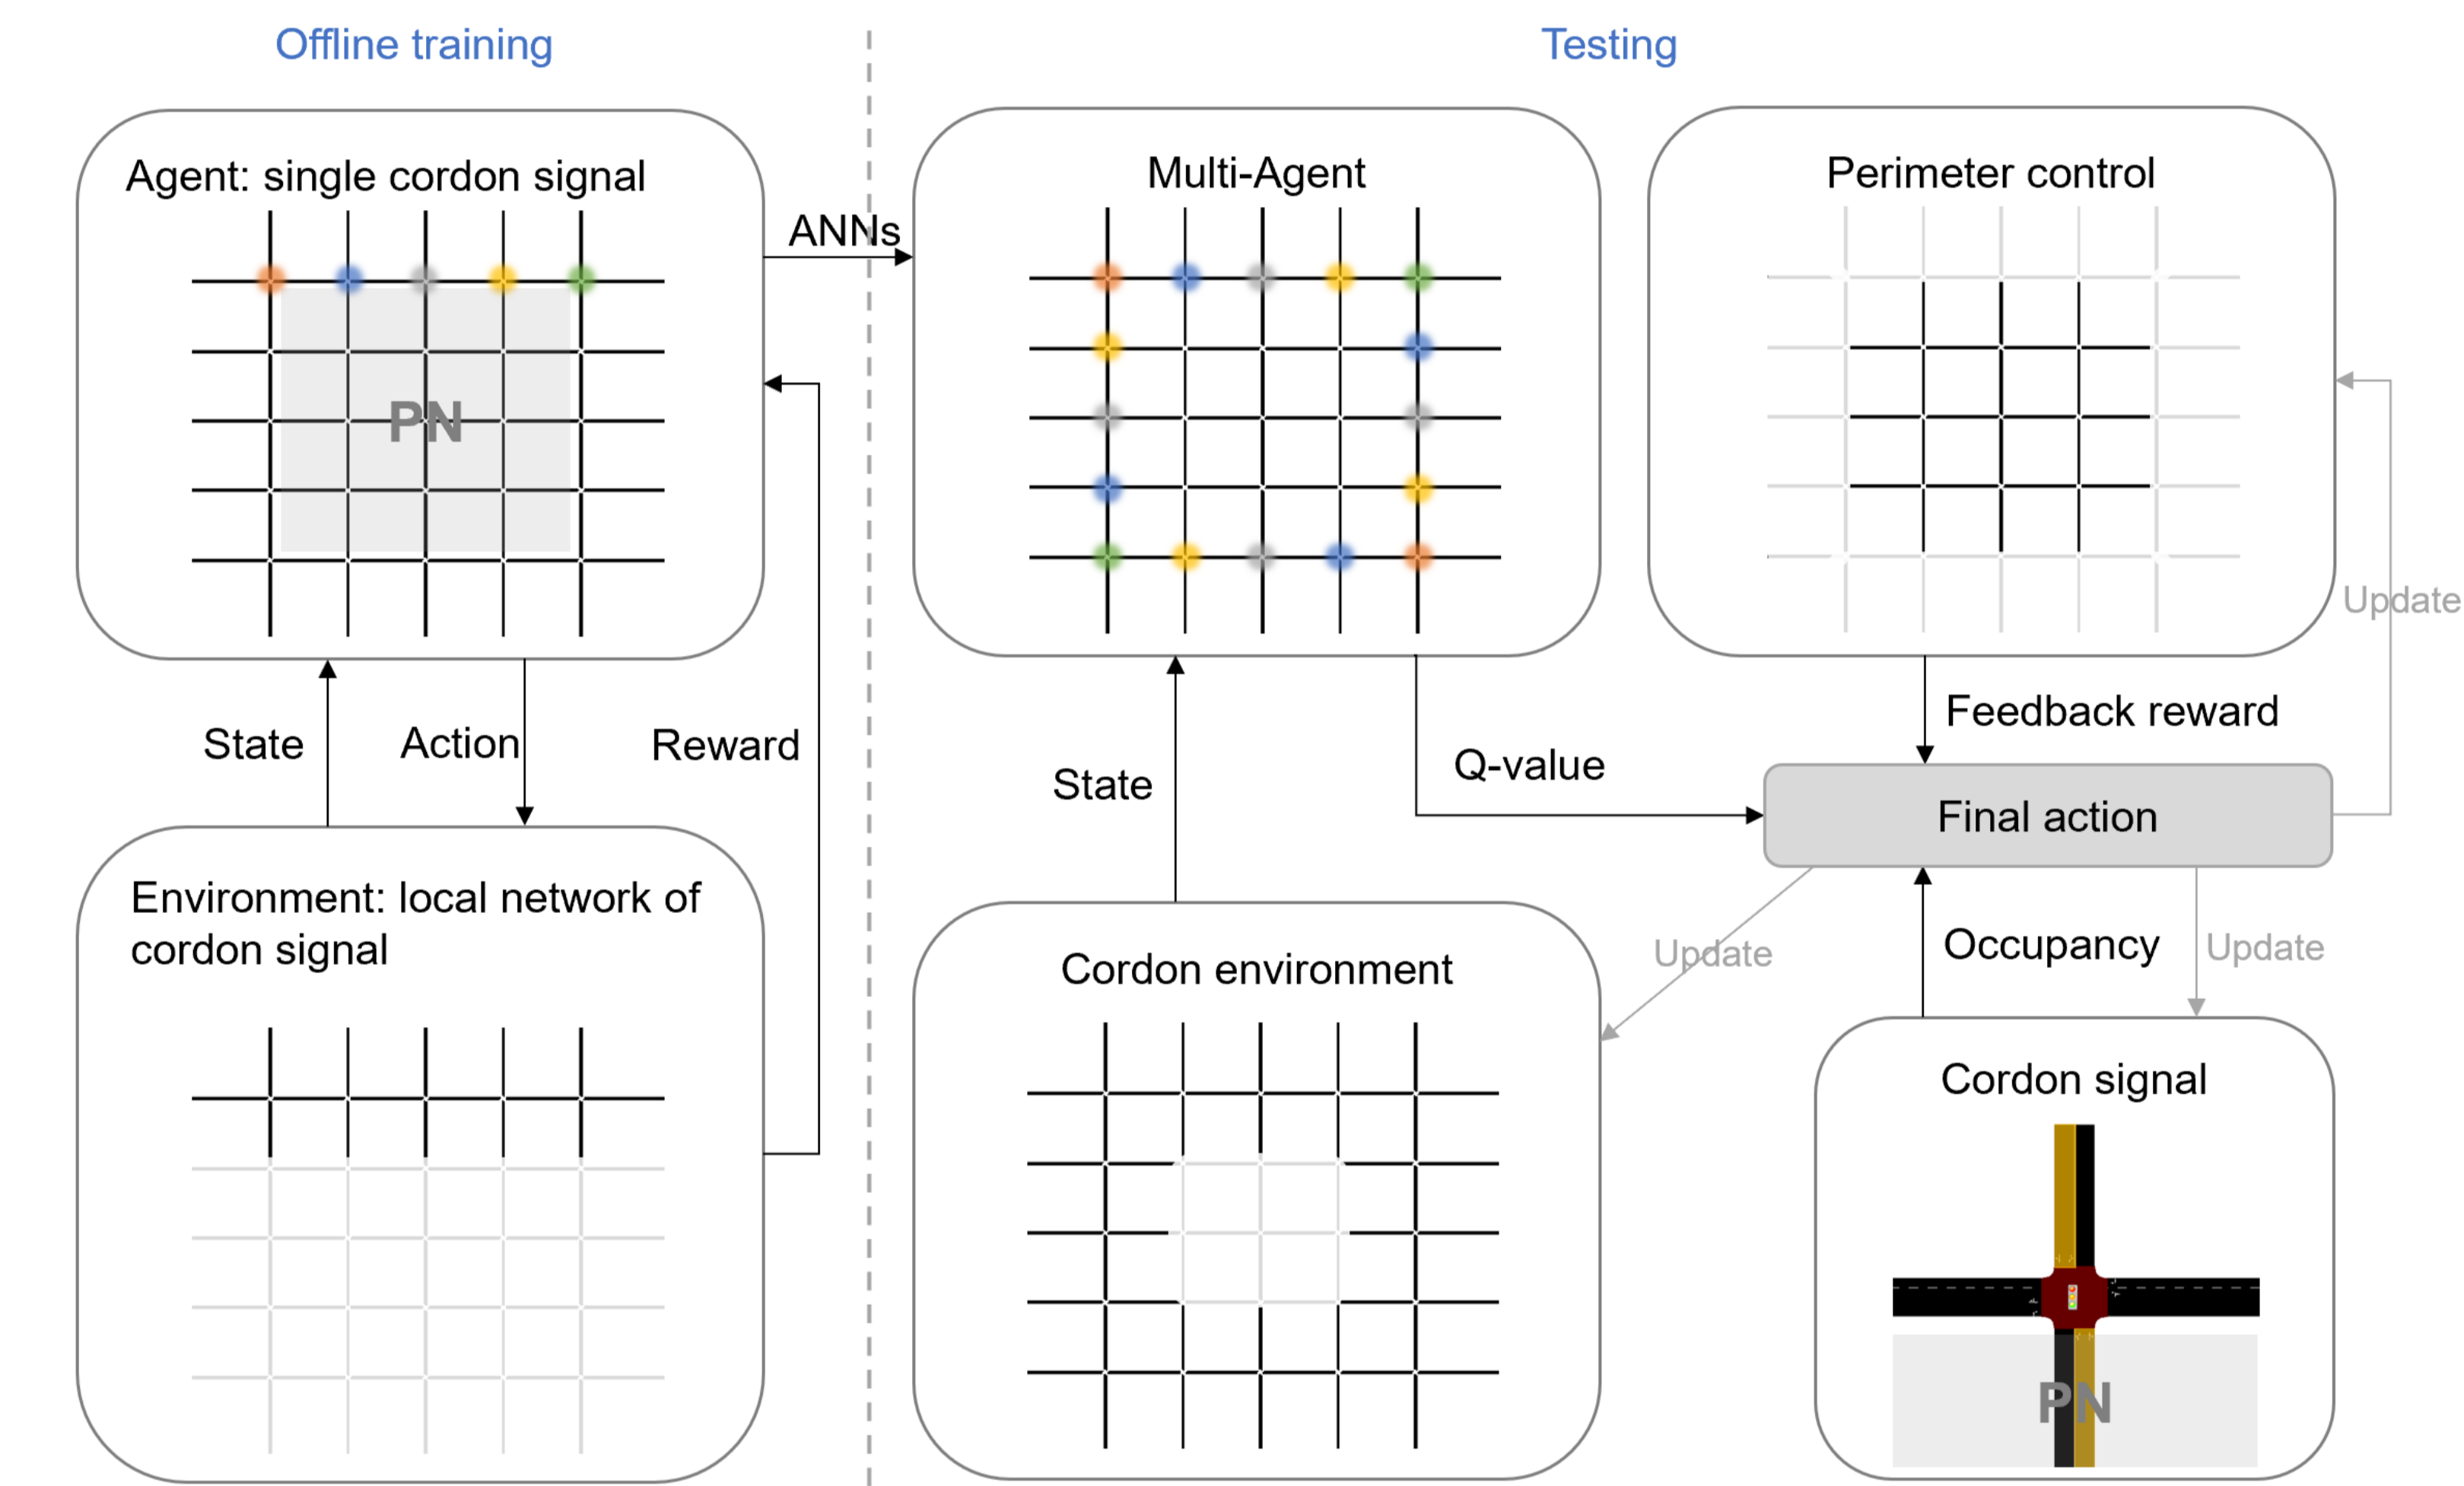 Offline training
Testing
Agent: single cordon signal
PN
ANNs
Multi-Agent
Perimeter control
State
Action
Reward
Update
Feedback reward
State
Q-value
Final action
Environment: local network of
cordon signal
Cordon environment
Update
Occupancy
Update
Cordon signal
PN